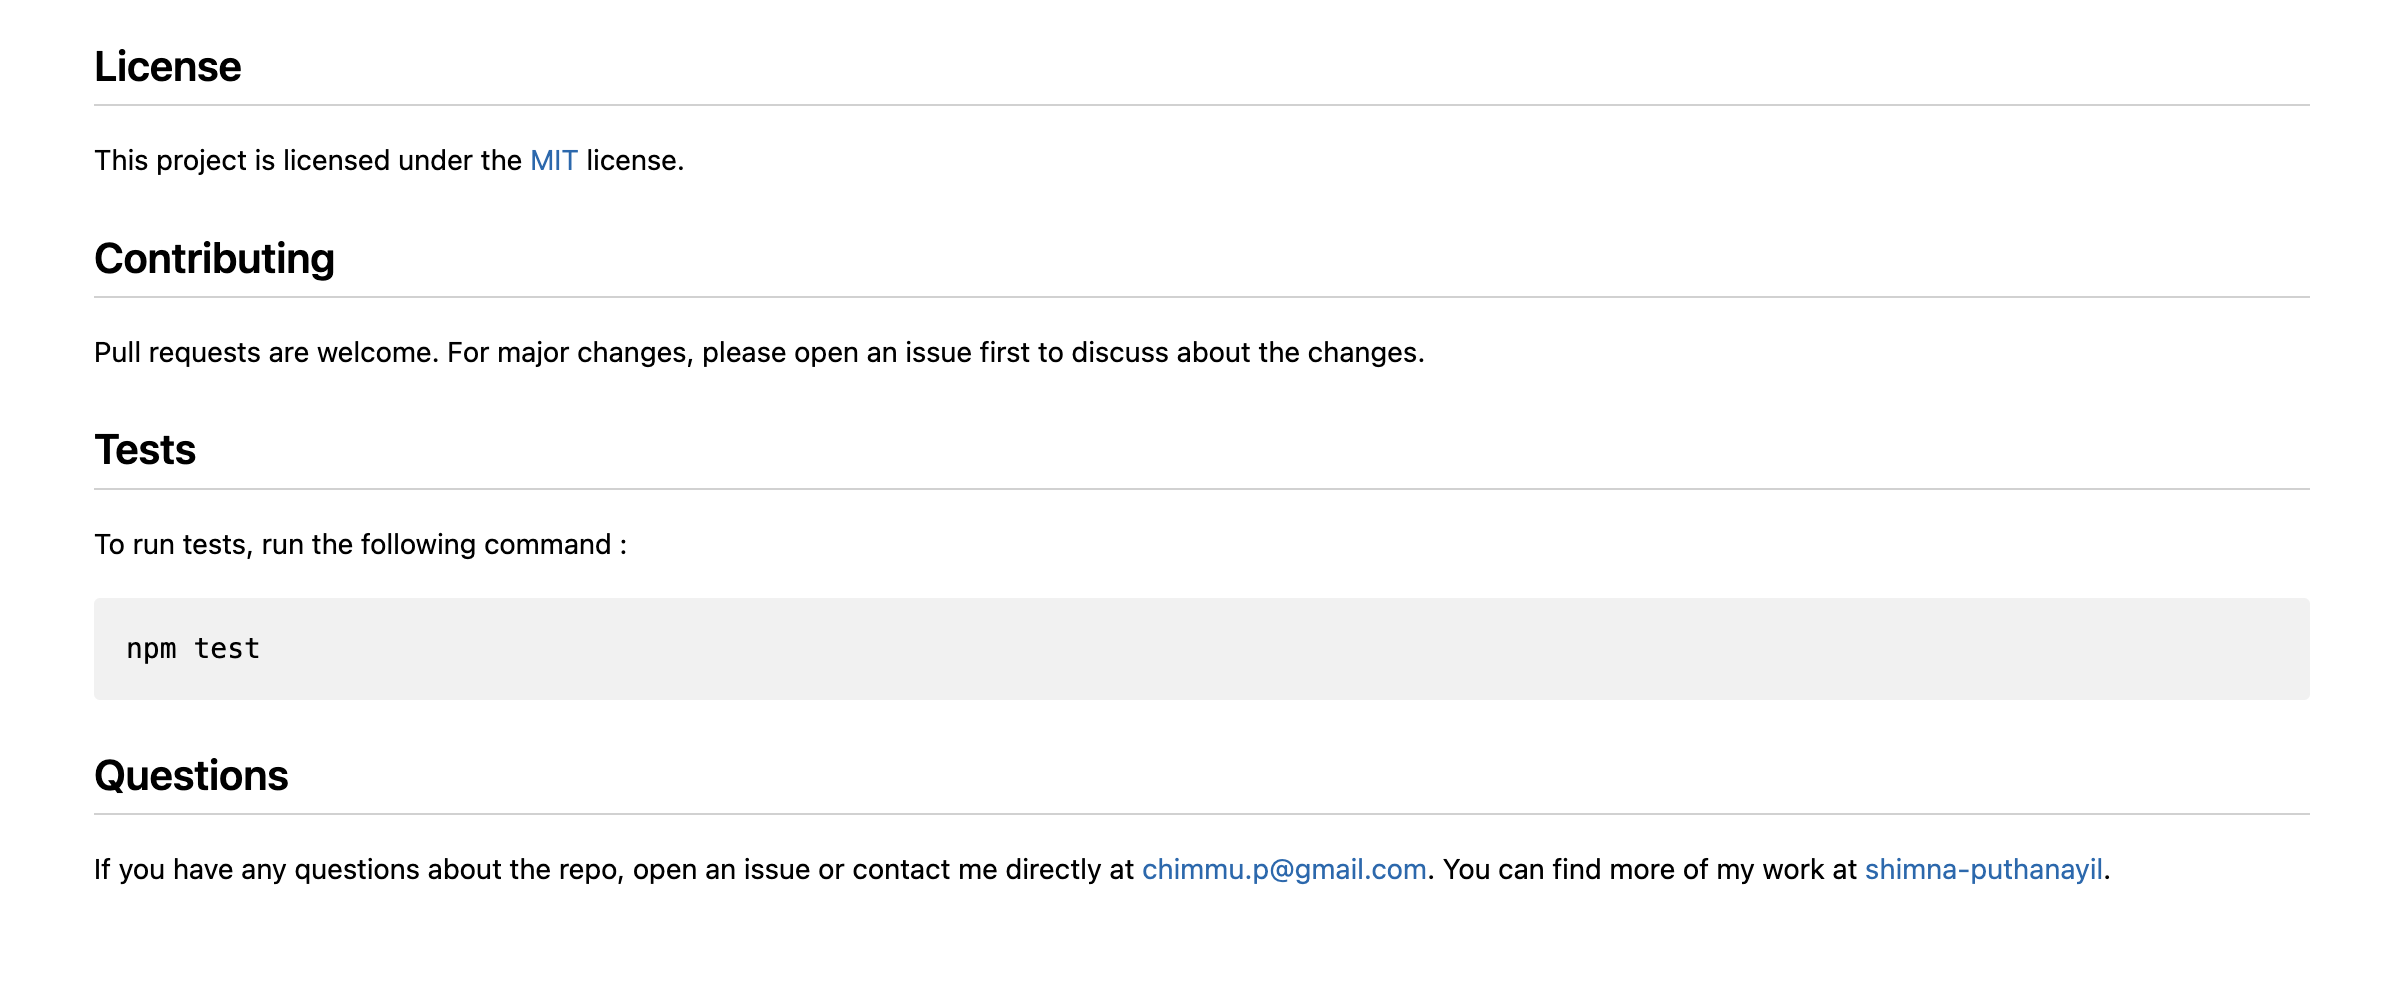 License
This project is licensed under the MIT license.
Contributing
Pull requests are welcome. For major changes, please open an issue first to discuss about the changes.
Tests
To run tests, run the following command :
npm test
Questions
If you have any questions about the repo, open an issue or contact me directly at chimmu.p@gmail.com. You can find more of my work at shimna-puthanayil.